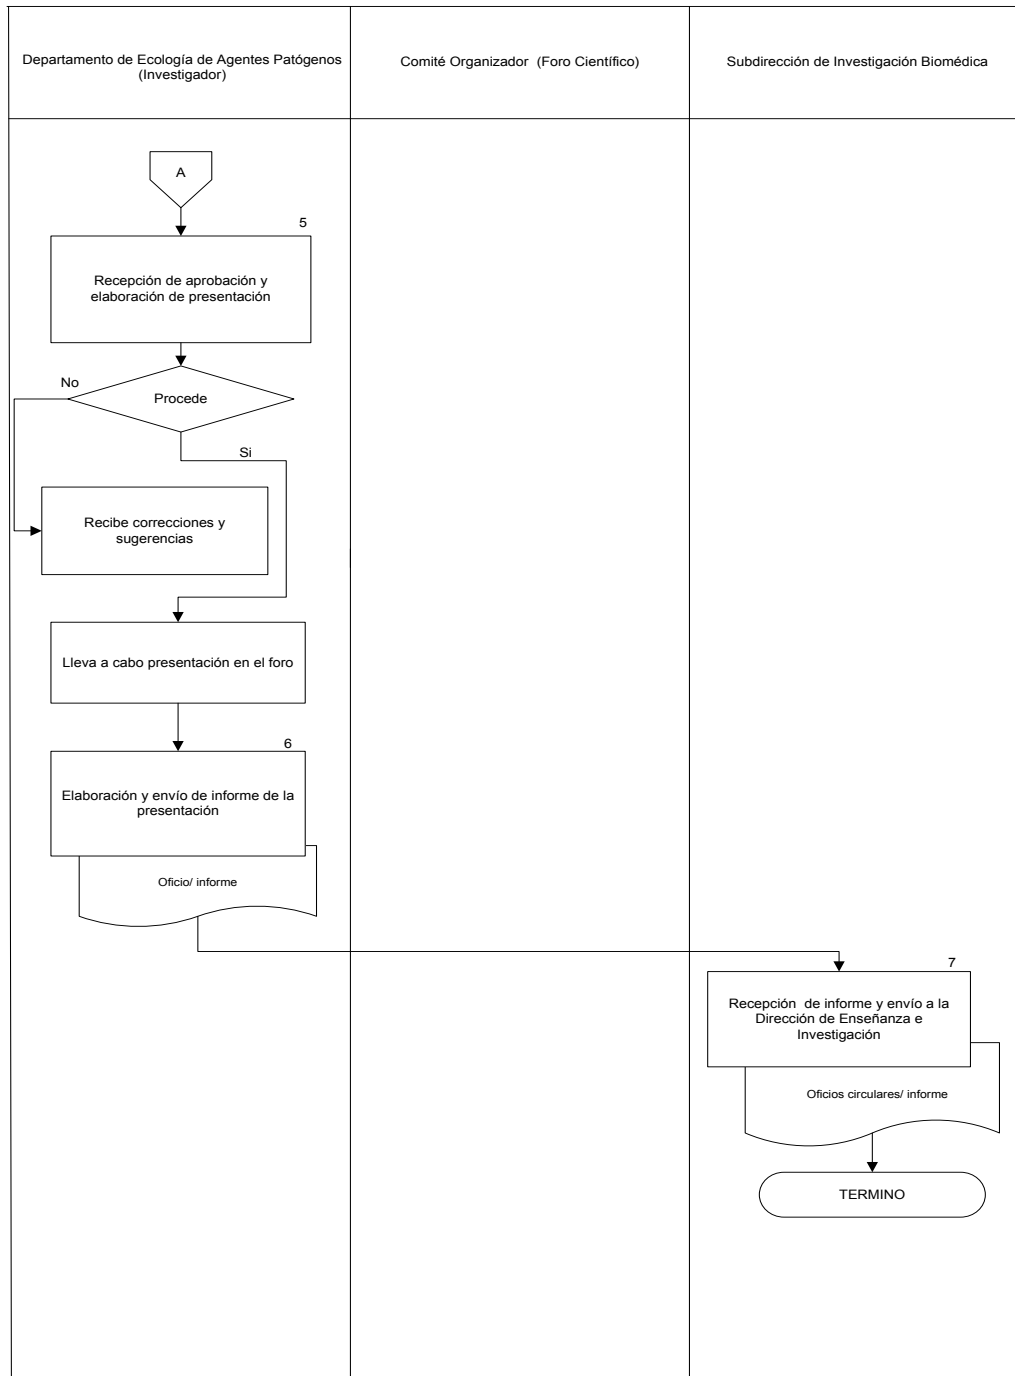 Departamento de Ecología de Agentes Patógenos
(Investigador)
Comité Organizador (Foro Científico)
Subdirección de Investigación Biomédica
A
5
Recepción de aprobación y
elaboración de presentación
No
Procede
Si
Recibe correcciones y
sugerencias
Lleva a cabo presentación en el foro
6
Elaboración y envío de informe de la
presentación
Oficio/ informe
7
Recepción de informe y envío a la
Dirección de Enseñanza e
Investigación
Oficios circulares/ informe
TERMINO